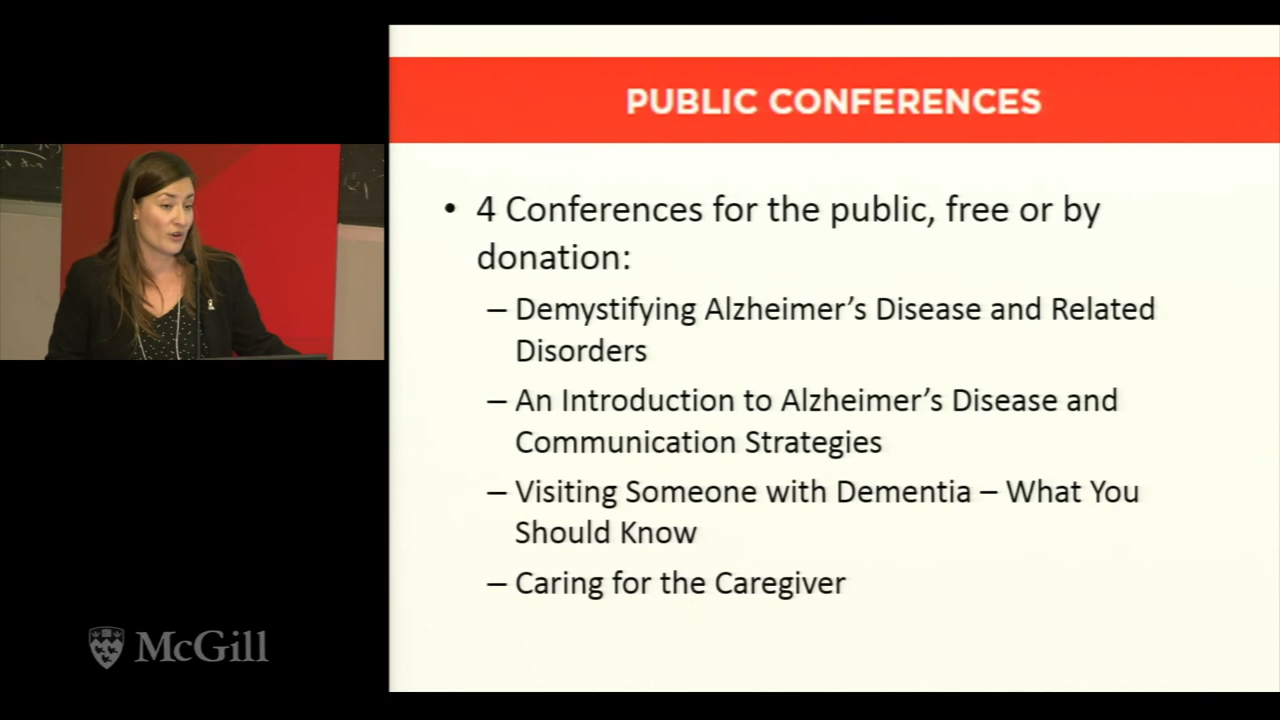 PUBLIC CONFERENCES
• 4 Conferences for the public, free or by
donation:
– Demystifying Alzheimer’s Disease and Related
Disorders
– An Introduction to Alzheimer’s Disease and
Communication Strategies
– Visiting Someone with Dementia – What You
Should Know
– Caring for the Caregiver
McGill